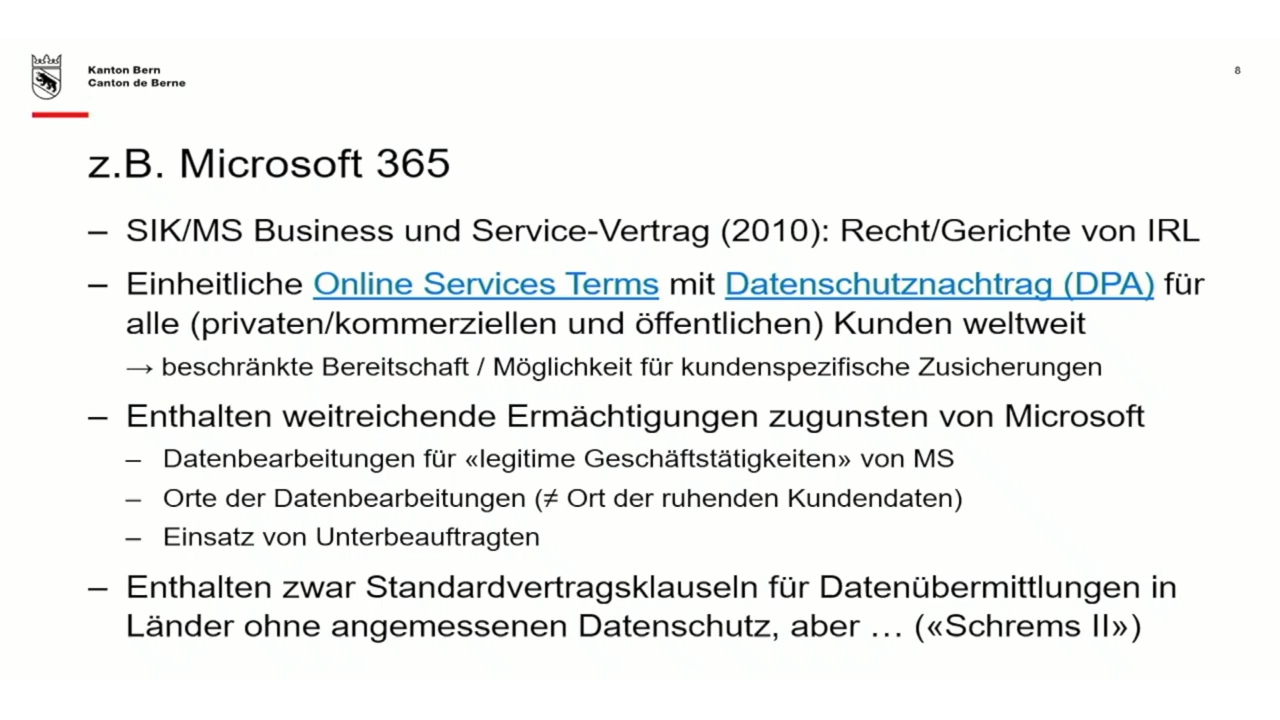 Kanton Bern
Canton de Berne
8
z.B. Microsoft 365
– SIK/MS Business und Service-Vertrag (2010): Recht/Gerichte von IRL
– Einheitliche Online Services Terms mit Datenschutznachtrag (DPA) für
alle (privaten/kommerziellen und öffentlichen) Kunden weltweit
→ beschränkte Bereitschaft / Möglichkeit für kundenspezifische Zusicherungen
– Enthalten weitreichende Ermächtigungen zugunsten von Microsoft
– Datenbearbeitungen für «legitime Geschäftstätigkeiten» von MS
– Orte der Datenbearbeitungen (≠ Ort der ruhenden Kundendaten)
– Einsatz von Unterbeauftragten
– Enthalten zwar Standardvertragsklauseln für Datenübermittlungen in
Länder ohne angemessenen Datenschutz, aber … («Schrems II»)